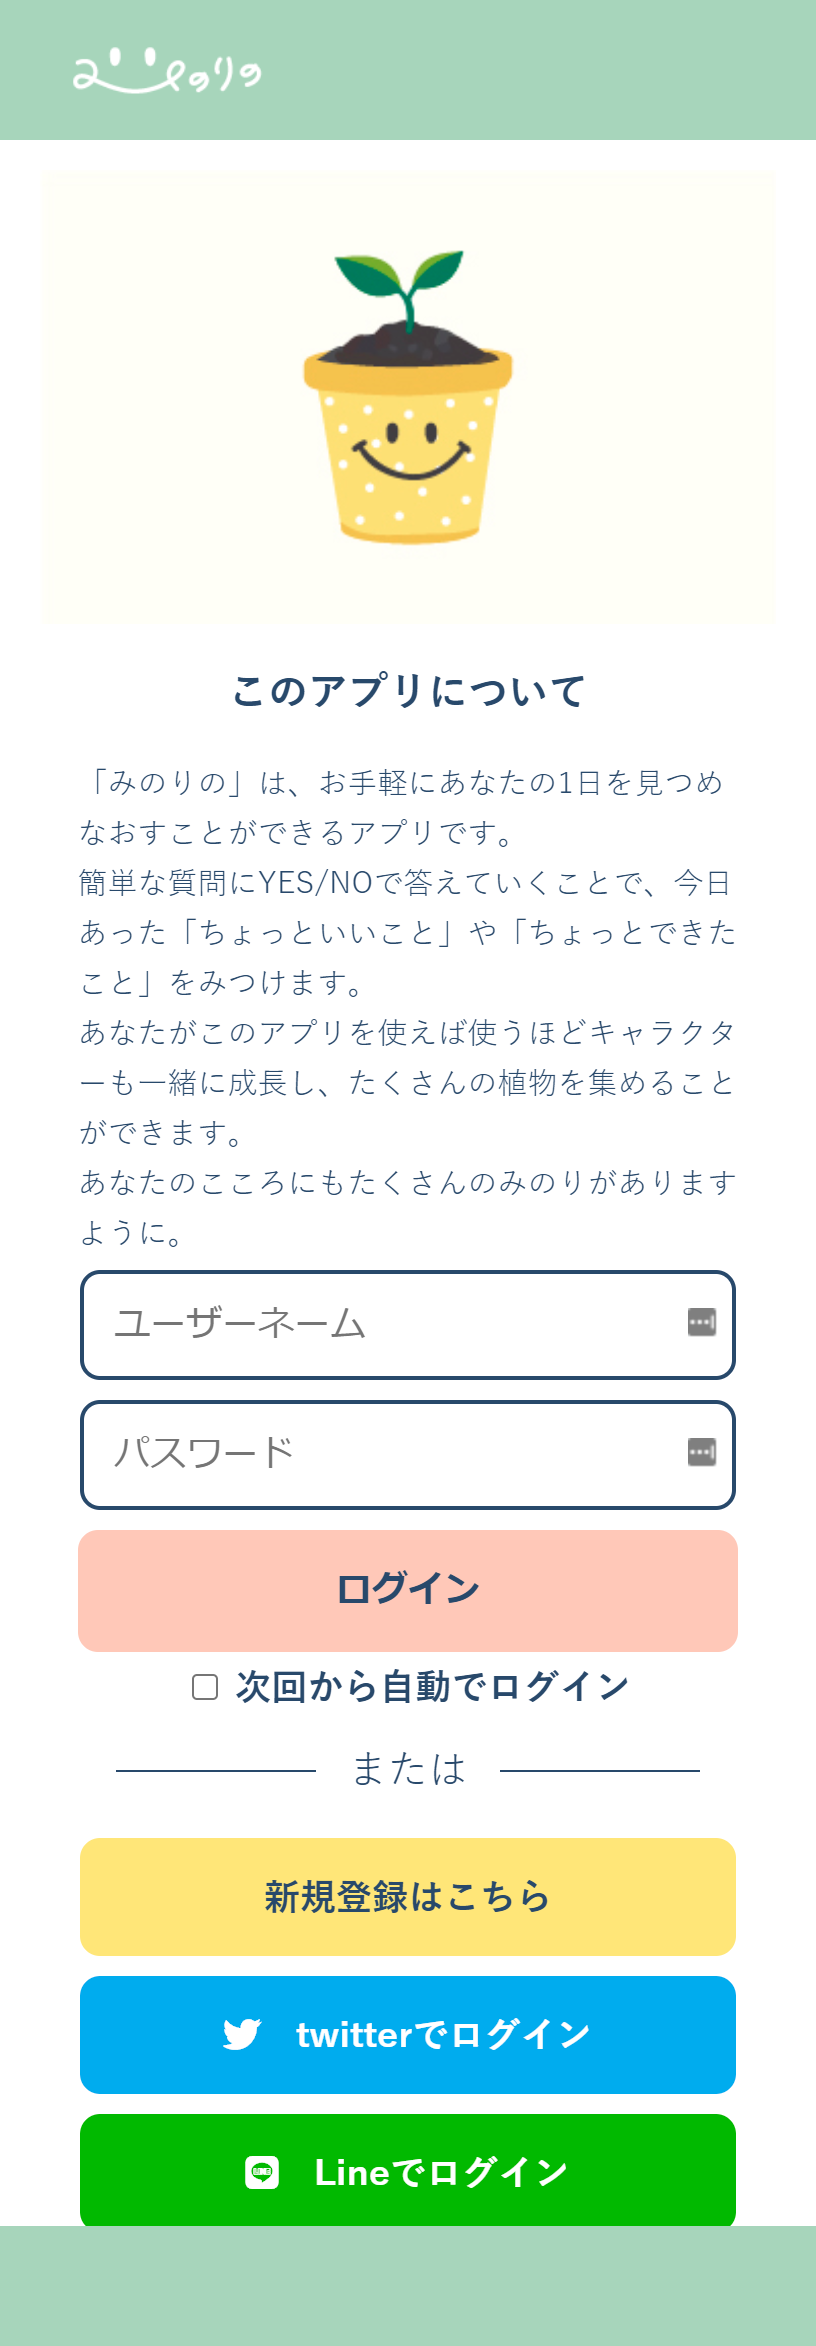 みのりの
このアプリについて
「みのりの」は、お手軽にあなたの1日を見つめ
なおすことができるアプリです。
簡単な質問にYES/NOで答えていくことで、今日
あった「ちょっといいこと」や「ちょっとできた
こと」をみつけます。
あなたがこのアプリを使えば使うほどキャラクタ
ーも一緒に成長し、たくさんの植物を集めること
ができます。
あなたのこころにもたくさんのみのりがあります
ように。
ユーザーネーム
パスワード
ログイン
次回から自動でログイン
または
新規登録はこちら
twitterでログイン
LINE
Lineでログイン